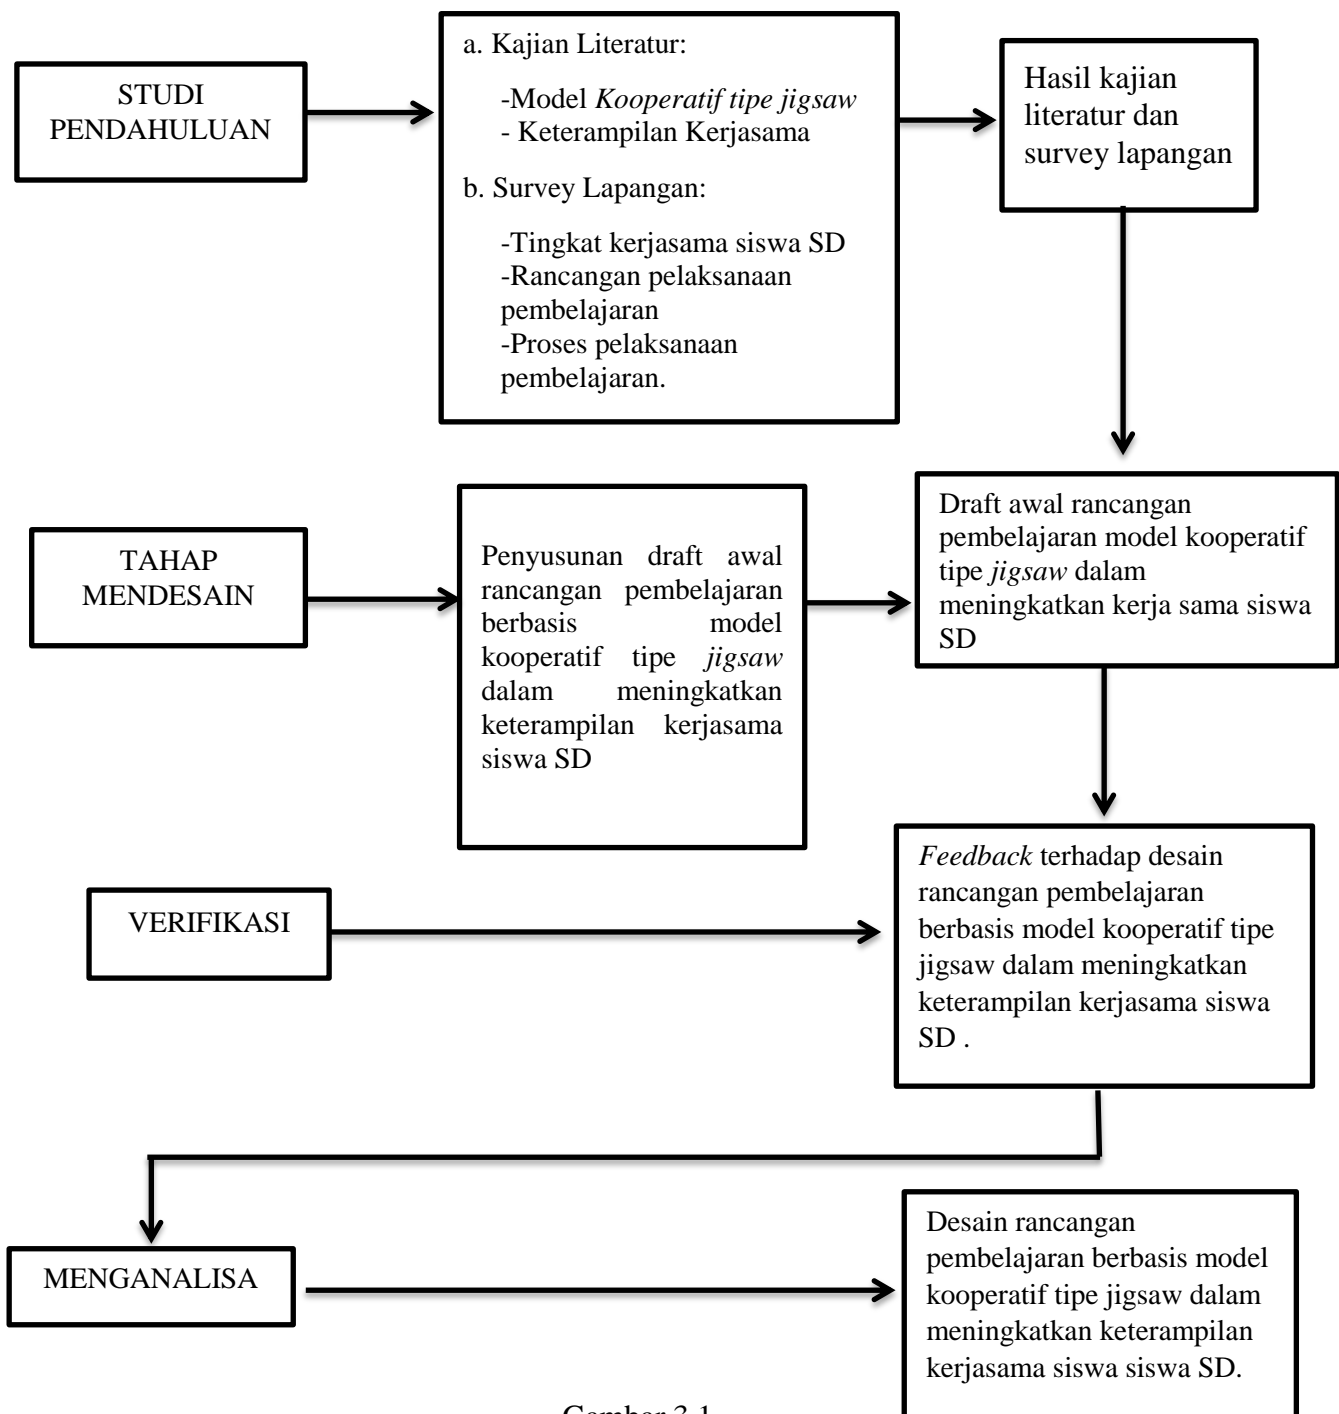 STUDI
PENDAHULUAN
a. Kajian Literatur:
-Model Kooperatif tipe jigsaw
- Keterampilan Kerjasama
b. Survey Lapangan:
-Tingkat kerjasama siswa SD
-Rancangan pelaksanaan
pembelajaran
-Proses pelaksanaan
pembelajaran.
Hasil kajian
literatur dan
survey lapangan
TAHAP
MENDESAIN
Penyusunan draft awal
rancangan pembelajaran
berbasis model
kooperatif tipe jigsaw
dalam meningkatkan
keterampilan kerjasama
siswa SD
Draft awal rancangan
pembelajaran model kooperatif
tipe jigsaw dalam
meningkatkan kerja sama siswa
SD
VERIFIKASI
Feedback terhadap desain
rancangan pembelajaran
berbasis model kooperatif tipe
jigsaw dalam meningkatkan
keterampilan kerjasama siswa
SD .
MENGANALISA
Desain rancangan
pembelajaran berbasis model
kooperatif tipe jigsaw dalam
meningkatkan keterampilan
kerjasama siswa siswa SD.
Gambar 3.1